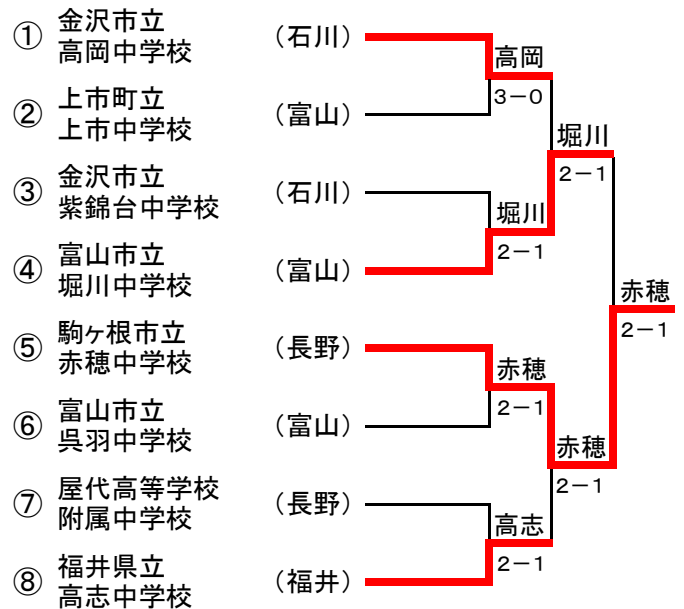 ① 金沢市立
高岡中学校 （石川）
高岡
3－0
② 上市町立
上市中学校 （富山）
堀川
2－1
③ 金沢市立
紫錦台中学校 （石川）
堀川
2－1
④ 富山市立
堀川中学校 （富山）
赤穂
2－1
⑤ 駒ヶ根市立
赤穂中学校 （長野）
赤穂
2－1
⑥ 富山市立
呉羽中学校 （富山）
赤穂
2－1
⑦ 屋代高等学校
附属中学校 （長野）
高志
2－1
⑧ 福井県立
高志中学校 （福井）